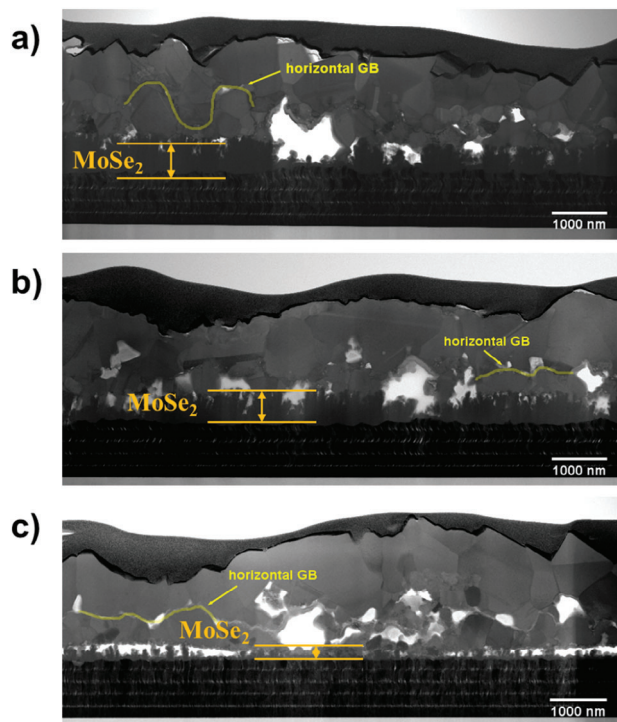 a)
horizontal GB
MoSe₂
1000 nm
b)
horizontal GB
MoSe₂
1000 nm
c)
horizontal GB
MoSe₂
1000 nm